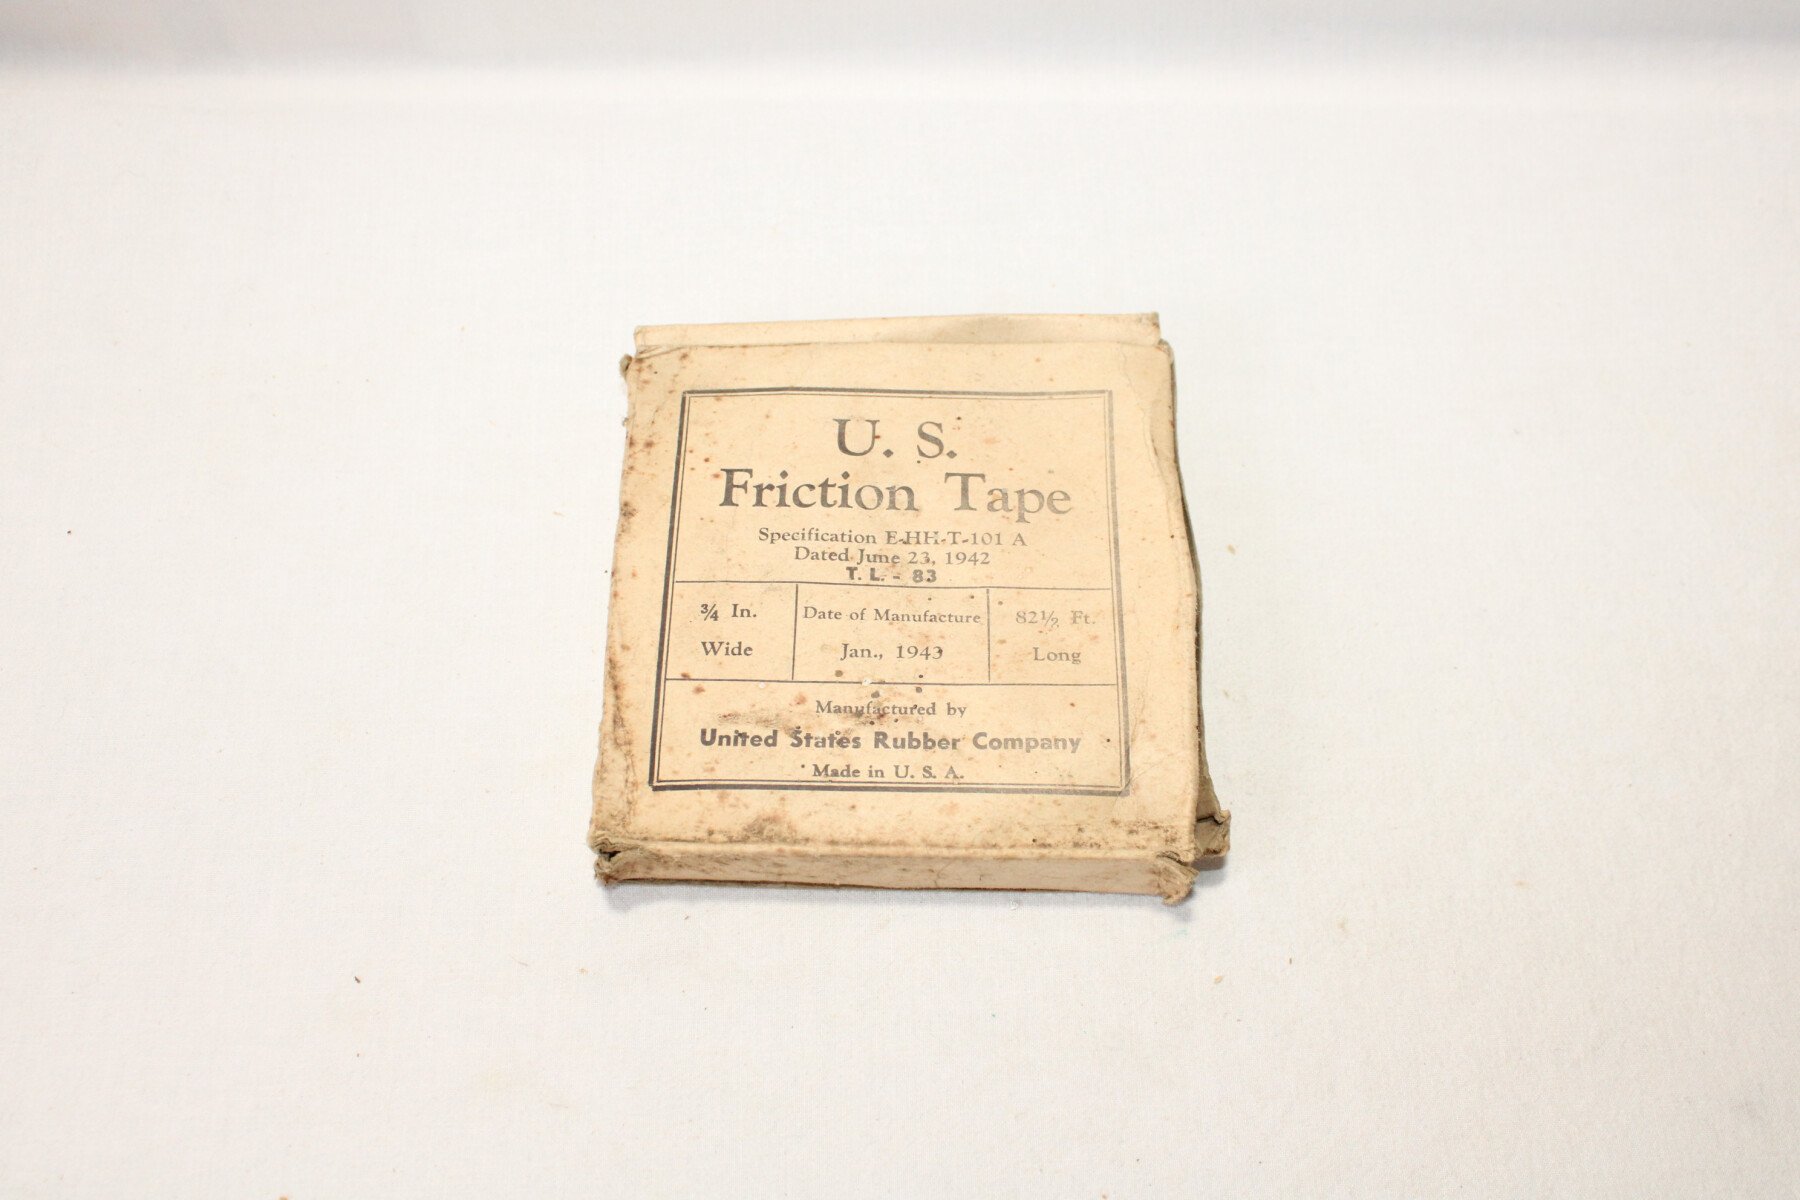 U. S.
Friction Tape
Specification E-HH-T-101 A
Dated June 23, 1942
T. L. - 83
¾ In.
Wide
Date of Manufacture
Jan., 1943
82½ Ft.
Long
Manufactured by
United States Rubber Company
Made in U. S. A.